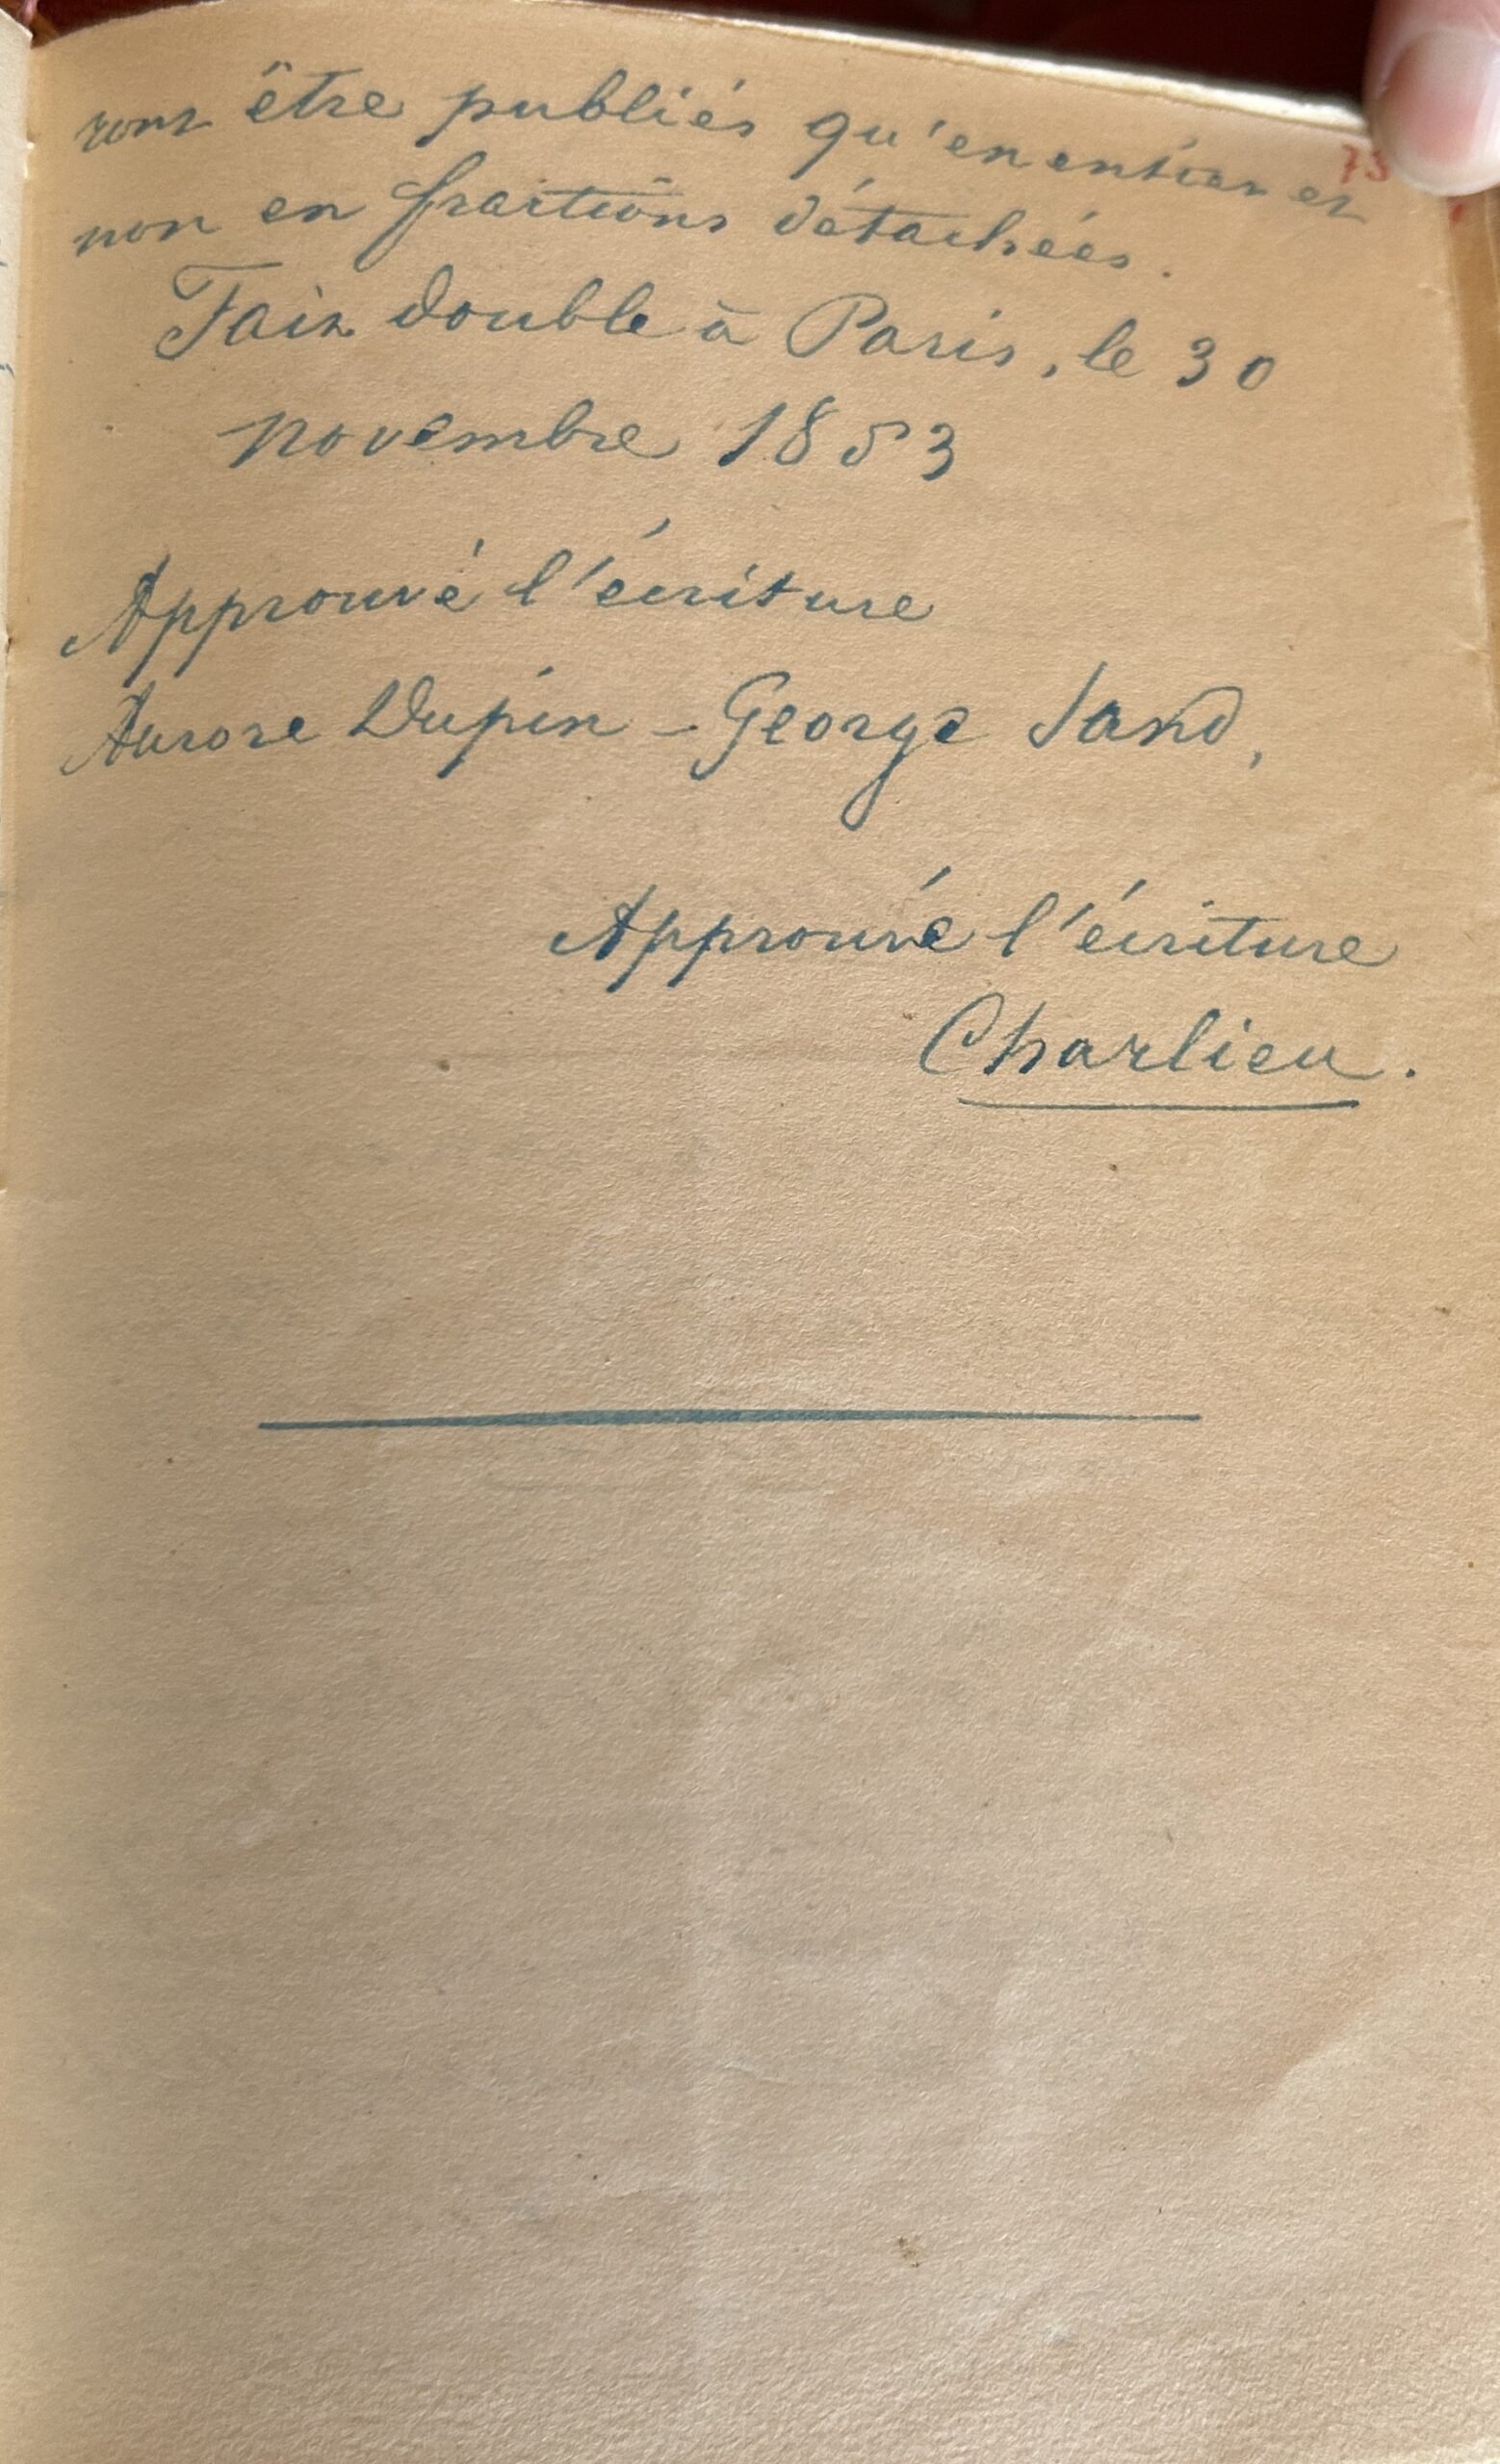 ront être publiés qu'en entier et
non en fractions détachées.
Fait double à Paris, le 30
novembre 1853
Approuvé l'écriture
Aurore Dupin - George Sand,
Approuvé l'écriture
Charlieu.